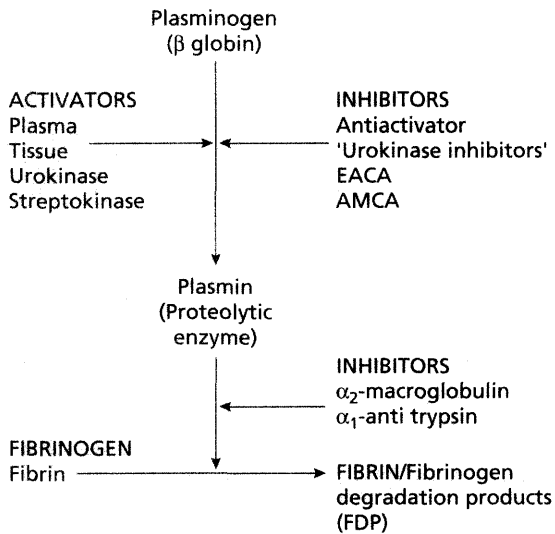 Plasminogen
(β globin)
ACTIVATORS
Plasma
Tissue
Urokinase
Streptokinase
INHIBITORS
Antiactivator
'Urokinase inhibitors'
EACA
AMCA
Plasmin
(Proteolytic
enzyme)
INHIBITORS
α₂-macroglobulin
α₁-anti trypsin
FIBRINOGEN
Fibrin
FIBRIN/Fibrinogen
degradation products
(FDP)